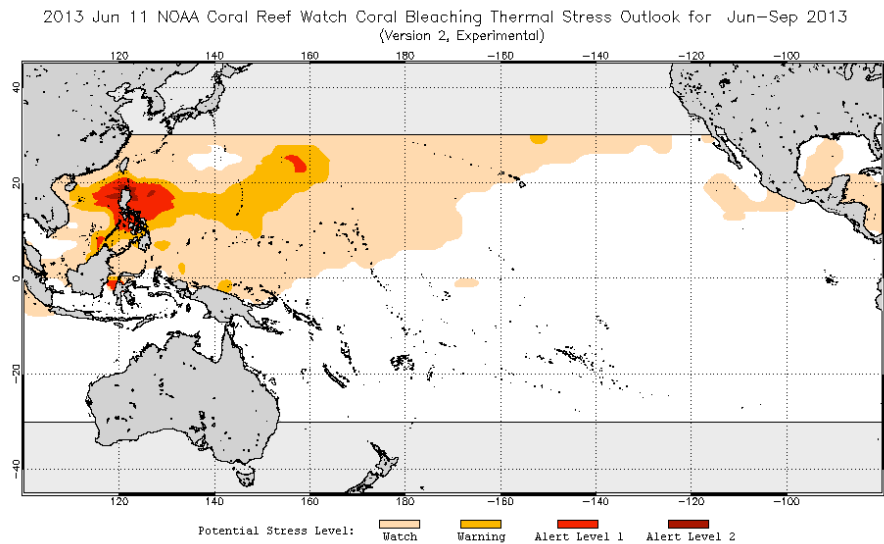 2013 Jun 11 NOAA Coral Reef Watch Coral Bleaching Thermal Stress Outlook for Jun-Sep 2013
(Version 2, Experimental)
120 140 160 180 -160 -140 -120 -100
40
20
0
-20
-40
40
20
0
-20
-40
120 140 160 180 -160 -140 -120 -100
Potential Stress Level: Watch Warning Alert Level 1 Alert Level 2